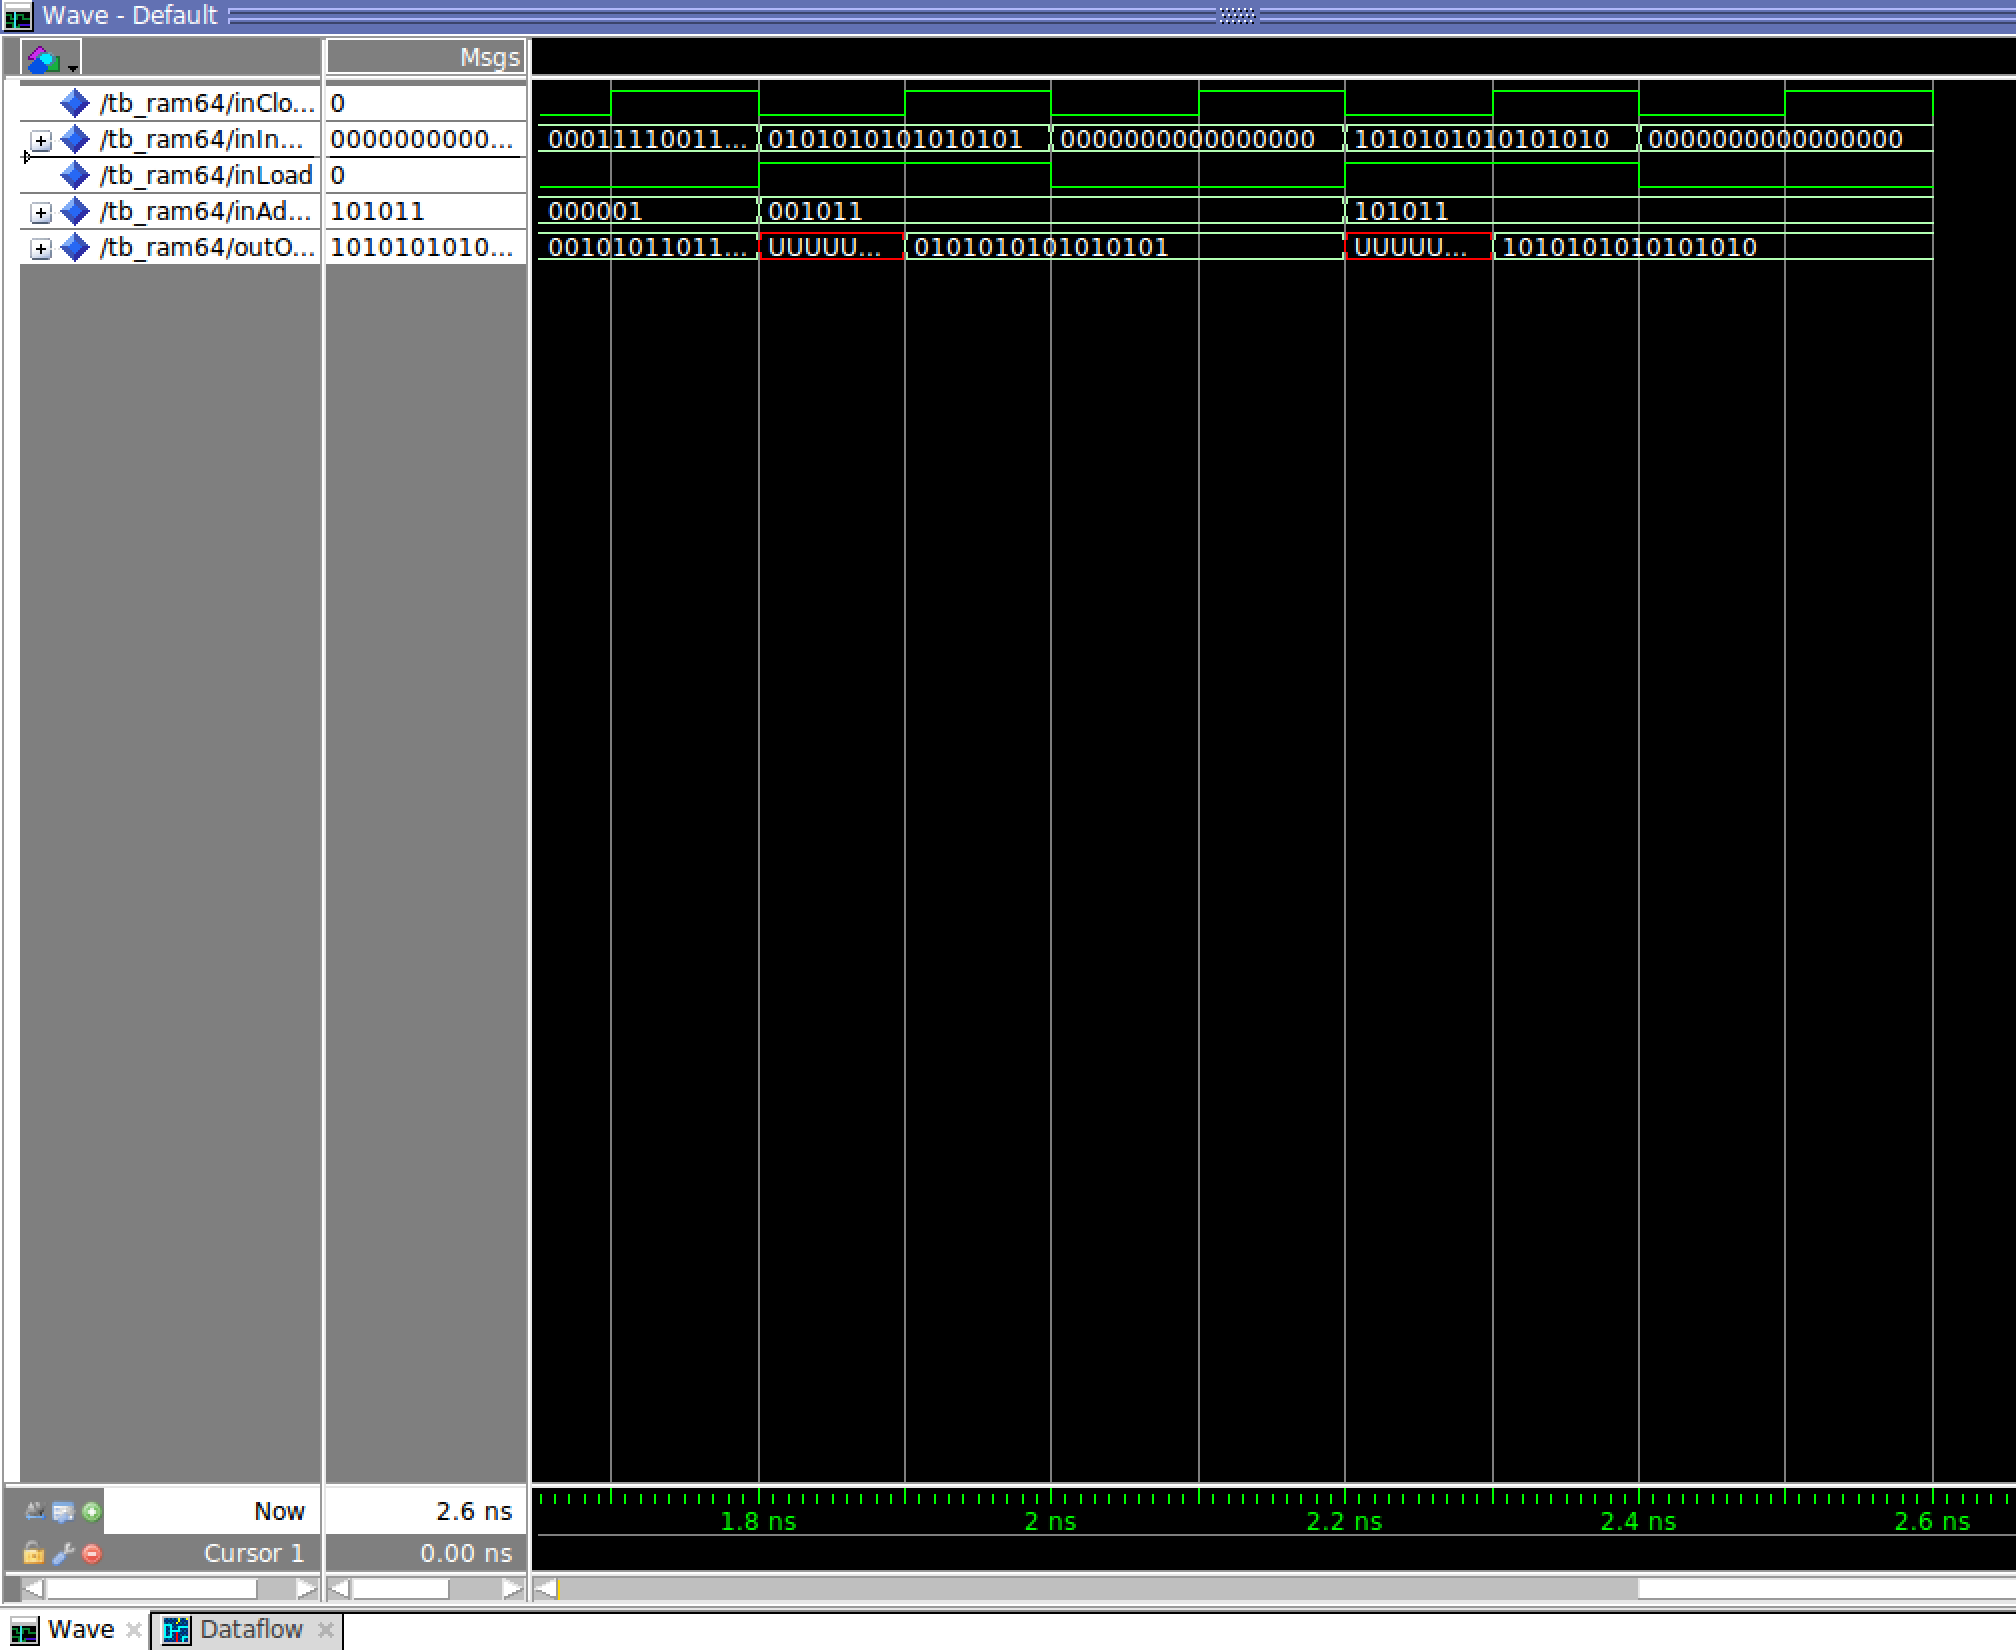 Wave - Default
Msgs
/tb_ram64/inClo... 0
/tb_ram64/inIn... 0000000000... 00011110011... 0101010101010101 0000000000000000 1010101010101010 0000000000000000
/tb_ram64/inLoad 0
/tb_ram64/inAd... 101011 000001 001011 101011
/tb_ram64/outO... 1010101010... 00101011011... UUUUU... 0101010101010101 UUUUU... 1010101010101010
Now 2.6 ns
1.8 ns 2 ns 2.2 ns 2.4 ns 2.6 ns
Cursor 1 0.00 ns
Wave Dataflow